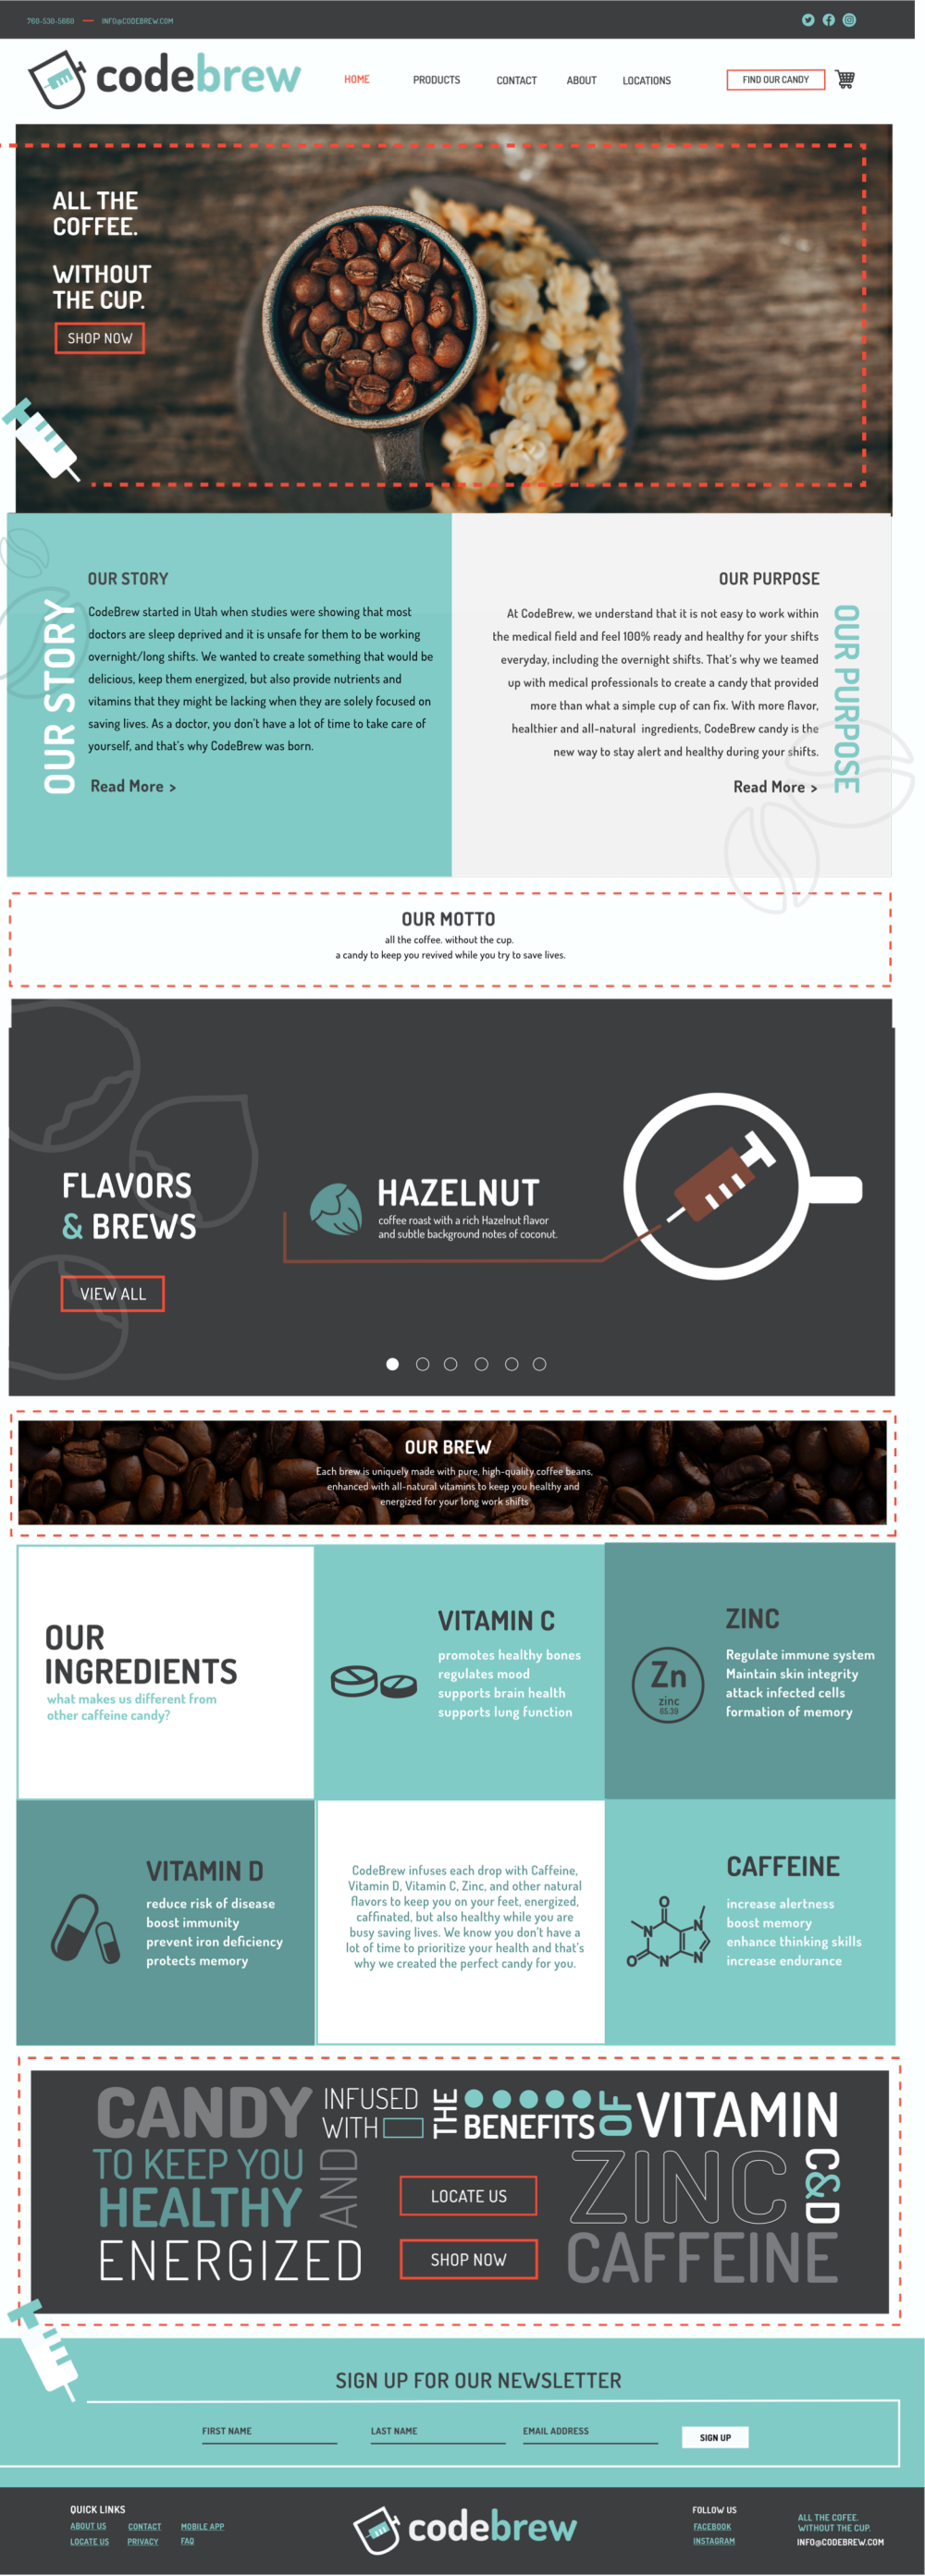 760-530-5660 — INFO@CODEBREW.COM
codebrew
HOME PRODUCTS CONTACT ABOUT LOCATIONS FIND OUR CANDY
ALL THE
COFFEE.
WITHOUT
THE CUP.
SHOP NOW
OUR STORY
OUR STORY
CodeBrew started in Utah when studies were showing that most
doctors are sleep deprived and it is unsafe for them to be working
overnight/long shifts. We wanted to create something that would be
delicious, keep them energized, but also provide nutrients and
vitamins that they might be lacking when they are solely focused on
saving lives. As a doctor, you don't have a lot of time to take care of
yourself, and that's why CodeBrew was born.
Read More >
OUR PURPOSE
OUR PURPOSE
At CodeBrew, we understand that it is not easy to work within
the medical field and feel 100% ready and healthy for your shifts
everyday, including the overnight shifts. That's why we teamed
up with medical professionals to create a candy that provided
more than what a simple cup of can fix. With more flavor,
healthier and all-natural ingredients, CodeBrew candy is the
new way to stay alert and healthy during your shifts.
Read More >
OUR MOTTO
all the coffee. without the cup.
a candy to keep you revived while you try to save lives.
FLAVORS
& BREWS
VIEW ALL
HAZELNUT
coffee roast with a rich Hazelnut flavor
and subtle background notes of coconut.
OUR BREW
Each brew is uniquely made with pure, high-quality coffee beans,
enhanced with all-natural vitamins to keep you healthy and
energized for your long work shifts
OUR
INGREDIENTS
what makes us different from
other caffeine candy?
VITAMIN C
promotes healthy bones
regulates mood
supports brain health
supports lung function
Zn
zinc
65.39
ZINC
Regulate immune system
Maintain skin integrity
attack infected cells
formation of memory
VITAMIN D
reduce risk of disease
boost immunity
prevent iron deficiency
protects memory
CodeBrew infuses each drop with Caffeine,
Vitamin D, Vitamin C, Zinc, and other natural
flavors to keep you on your feet, energized,
caffinated, but also healthy while you are
busy saving lives. We know you don't have a
lot of time to prioritize your health and that's
why we created the perfect candy for you.
O
N
N
O
N
N
CAFFEINE
increase alertness
boost memory
enhance thinking skills
increase endurance
CANDY INFUSED
WITH THE BENEFITS OF VITAMIN
C&D
TO KEEP YOU
HEALTHY AND
ENERGIZED
LOCATE US
SHOP NOW
ZINC
CAFFEINE
SIGN UP FOR OUR NEWSLETTER
FIRST NAME LAST NAME EMAIL ADDRESS SIGN UP
QUICK LINKS
ABOUT US CONTACT MOBILE APP
LOCATE US PRIVACY FAQ
codebrew
FOLLOW US
FACEBOOK
INSTAGRAM
ALL THE COFEE.
WITHOUT THE CUP.
INFO@CODEBREW.COM